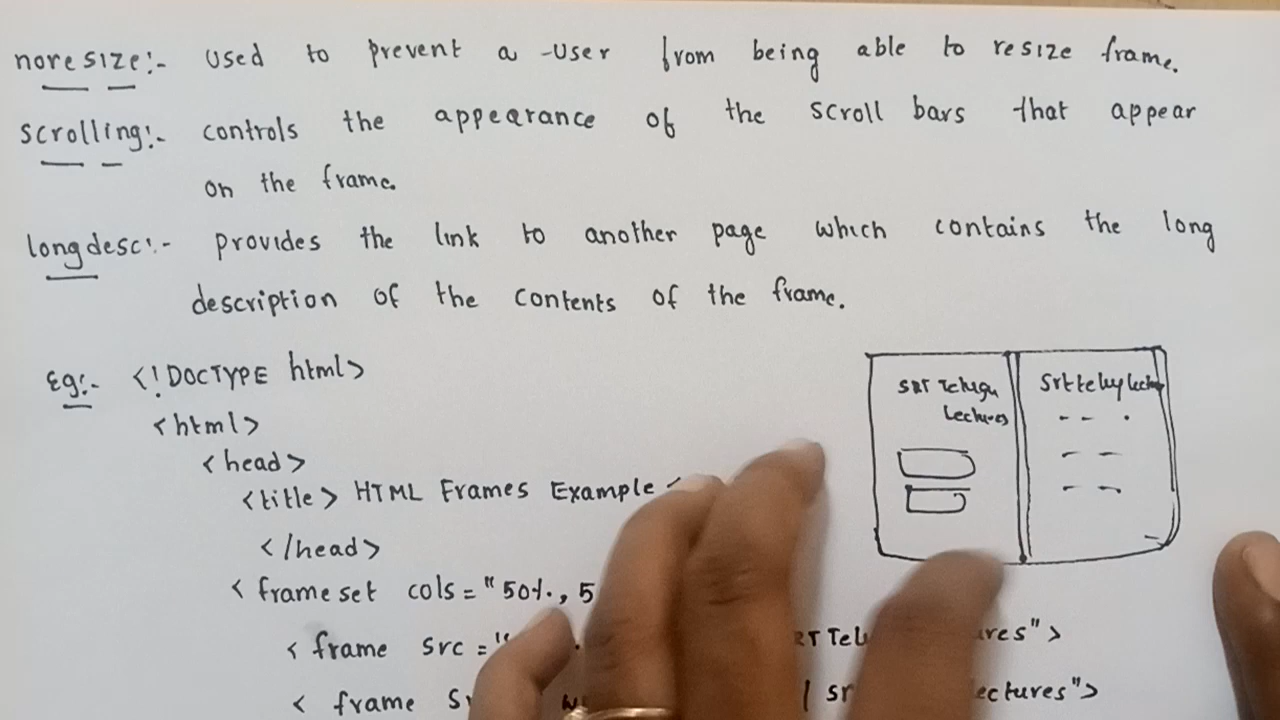 noresize:- used to prevent a user from being able to resize frame.
scrolling:- controls the appearance of the scroll bars that appear
on the frame.
longdesc:- provides the link to another page which contains the long
description of the contents of the frame.
Eg:- <!DOCTYPE html>
<html>
<head>
<title> HTML Frames Example
</head>
<frameset cols="50%, 5
<frame src="
<frame
SRT Telugu
Lectures